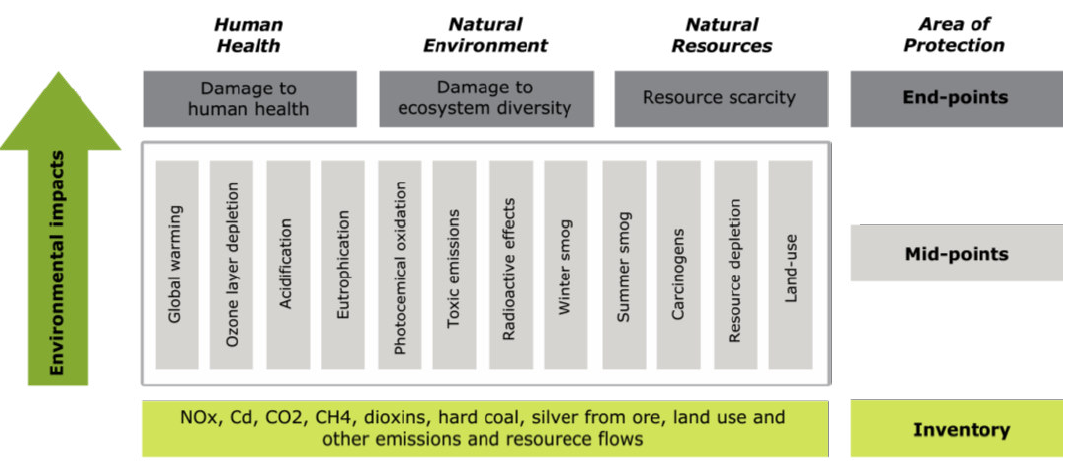 Human
Health
Natural
Environment
Natural
Resources
Area of
Protection
Damage to
human health
Damage to
ecosystem diversity
Resource scarcity
End-points
Environmental impacts
Global warming
Ozone layer depletion
Acidification
Eutrophication
Photocemical oxidation
Toxic emissions
Radioactive effects
Winter smog
Summer smog
Carcinogens
Resource depletion
Land-use
Mid-points
NOx, Cd, CO2, CH4, dioxins, hard coal, silver from ore, land use and
other emissions and resourece flows
Inventory